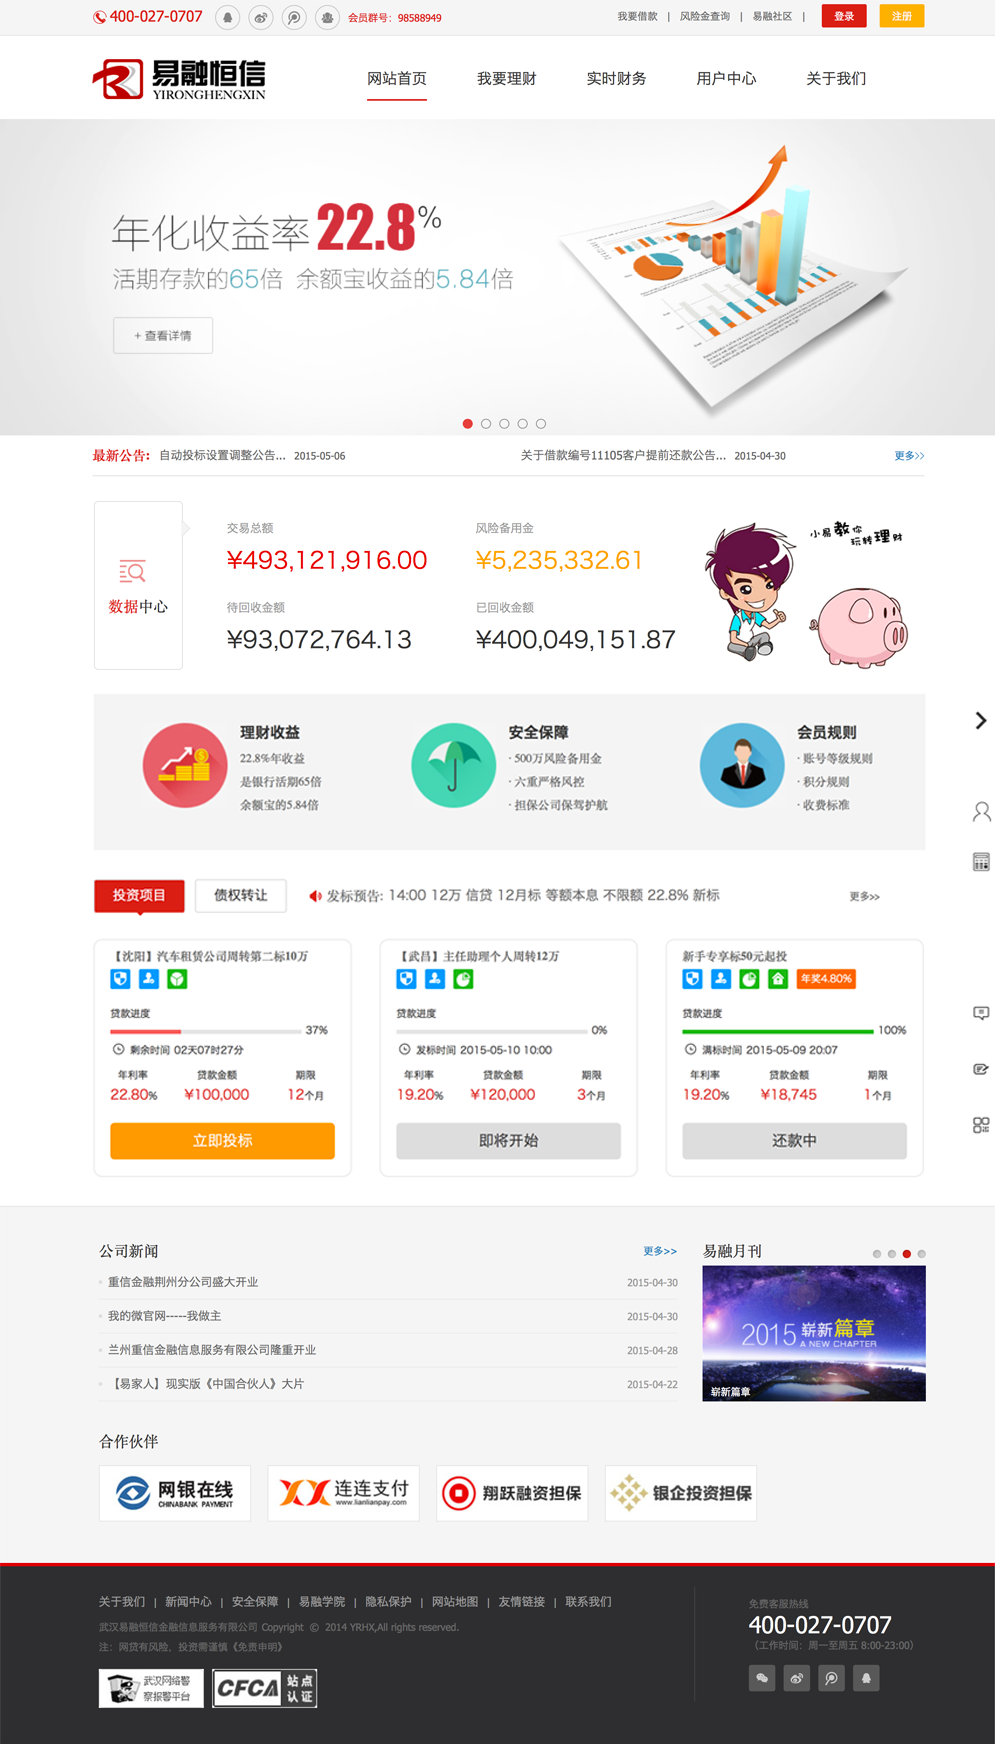 400-027-0707 会员群号：98588949 我要借款 | 风险金查询 | 易融社区 | 登录 注册
易融恒信
YIRONGHENGXIN
网站首页 我要理财 实时财务 用户中心 关于我们
年化收益率22.8%
活期存款的65倍 余额宝收益的5.84倍
+ 查看详情
最新公告： 自动投标设置调整公告... 2015-05-06 关于借款编号11105客户提前还款公告... 2015-04-30 更多>>
数据中心
交易总额 风险备用金
¥493,121,916.00 ¥5,235,332.61
待回收金额 已回收金额
¥93,072,764.13 ¥400,049,151.87
小易教你
玩转理财
理财收益
22.8%年收益
是银行活期65倍
余额宝的5.84倍
安全保障
· 500万风险备用金
· 六重严格风控
· 担保公司保驾护航
会员规则
· 账号等级规则
· 积分规则
· 收费标准
投资项目 债权转让 发标预告: 14:00 12万 信贷 12月标 等额本息 不限额 22.8% 新标 更多>>
【沈阳】汽车租赁公司周转第二标10万
贷款进度
37%
剩余时间 02天07时27分
年利率 贷款金额 期限
22.80% ¥100,000 12个月
立即投标
【武昌】主任助理个人周转12万
贷款进度
0%
发标时间 2015-05-10 10:00
年利率 贷款金额 期限
19.20% ¥120,000 3个月
即将开始
新手专享标50元起投
年奖4.80%
贷款进度
100%
满标时间 2015-05-09 20:07
年利率 贷款金额 期限
19.20% ¥18,745 1个月
还款中
公司新闻 更多>>
重信金融荆州分公司盛大开业 2015-04-30
我的微官网-----我做主 2015-04-30
兰州重信金融信息服务有限公司隆重开业 2015-04-28
【易家人】现实版《中国合伙人》大片 2015-04-22
易融月刊
2015 崭新篇章
A NEW CHAPTER
崭新篇章
合作伙伴
网银在线
CHINABANK PAYMENT
连连支付
www.lianlianpay.com
翔跃融资担保
银企投资担保
关于我们 | 新闻中心 | 安全保障 | 易融学院 | 隐私保护 | 网站地图 | 友情链接 | 联系我们
武汉易融恒信金融信息服务有限公司 Copyright © 2014 YRHX,All rights reserved.
注：网贷有风险，投资需谨慎《免责申明》
武汉网络警
察报警平台
CFCA 站点
认证
免费客服热线
400-027-0707
（工作时间：周一至周五 8:00-23:00）